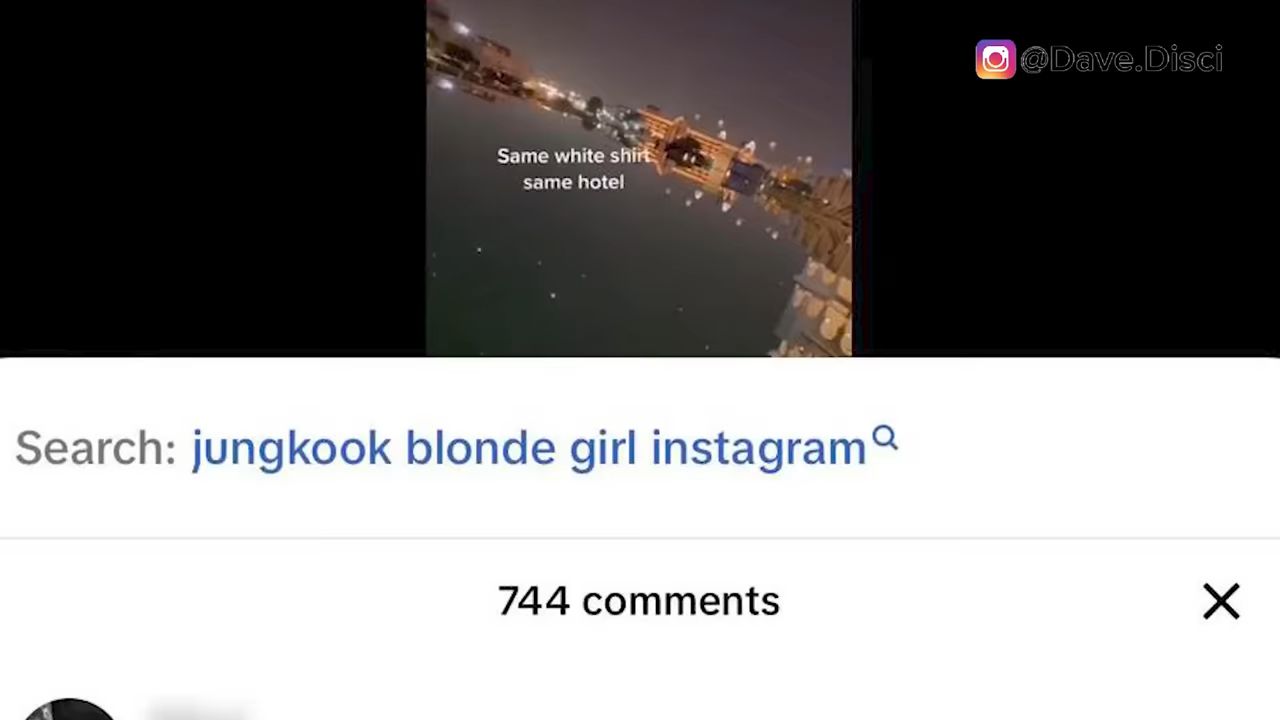 @Dave.Disci
Same white shirt
same hotel
Search: jungkook blonde girl instagram
744 comments